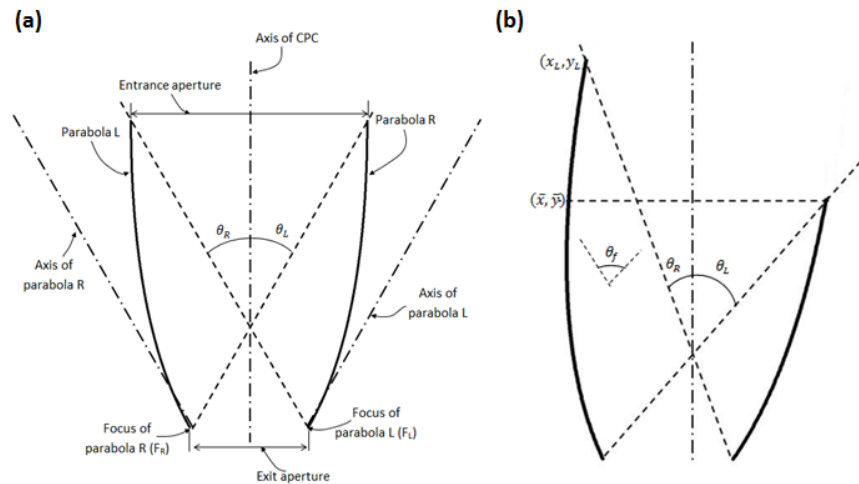 (a)
Axis of CPC
Entrance aperture
Parabola L
Parabola R
θR
θL
Axis of
parabola R
Axis of
parabola L
Focus of
parabola R (FR)
Focus of
parabola L (FL)
Exit aperture
(b)
(xL, yL)
(x̄, ȳ)
θf
θR
θL